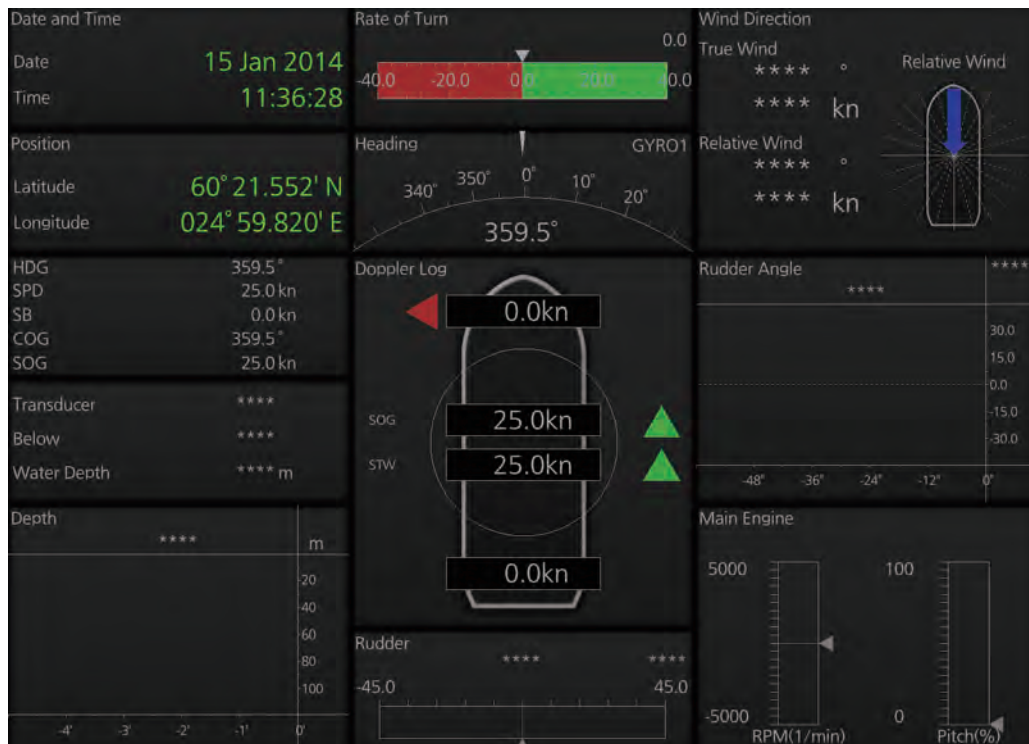 Date and Time
Date 15 Jan 2014
Time 11:36:28
Rate of Turn
0.0
-40.0 -20.0 0.0 20.0 40.0
Wind Direction
True Wind
**** °
**** kn
Relative Wind
**** °
**** kn
Relative Wind
Position
Latitude 60° 21.552' N
Longitude 024° 59.820' E
Heading GYRO1
340° 350° 0° 10° 20°
359.5°
HDG 359.5°
SPD 25.0 kn
SB 0.0 kn
COG 359.5°
SOG 25.0 kn
Transducer ****
Below ****
Water Depth **** m
Doppler Log
0.0kn
SOG 25.0kn
STW 25.0kn
0.0kn
Rudder Angle ****
****
30.0
15.0
0.0
-15.0
-30.0
-48° -36° -24° -12° 0°
Depth
**** m
20
40
60
80
100
-4' -3' -2' -1' 0'
Rudder
**** ****
-45.0 45.0
Main Engine
5000 100
-5000 0
RPM(1/min) Pitch(%)